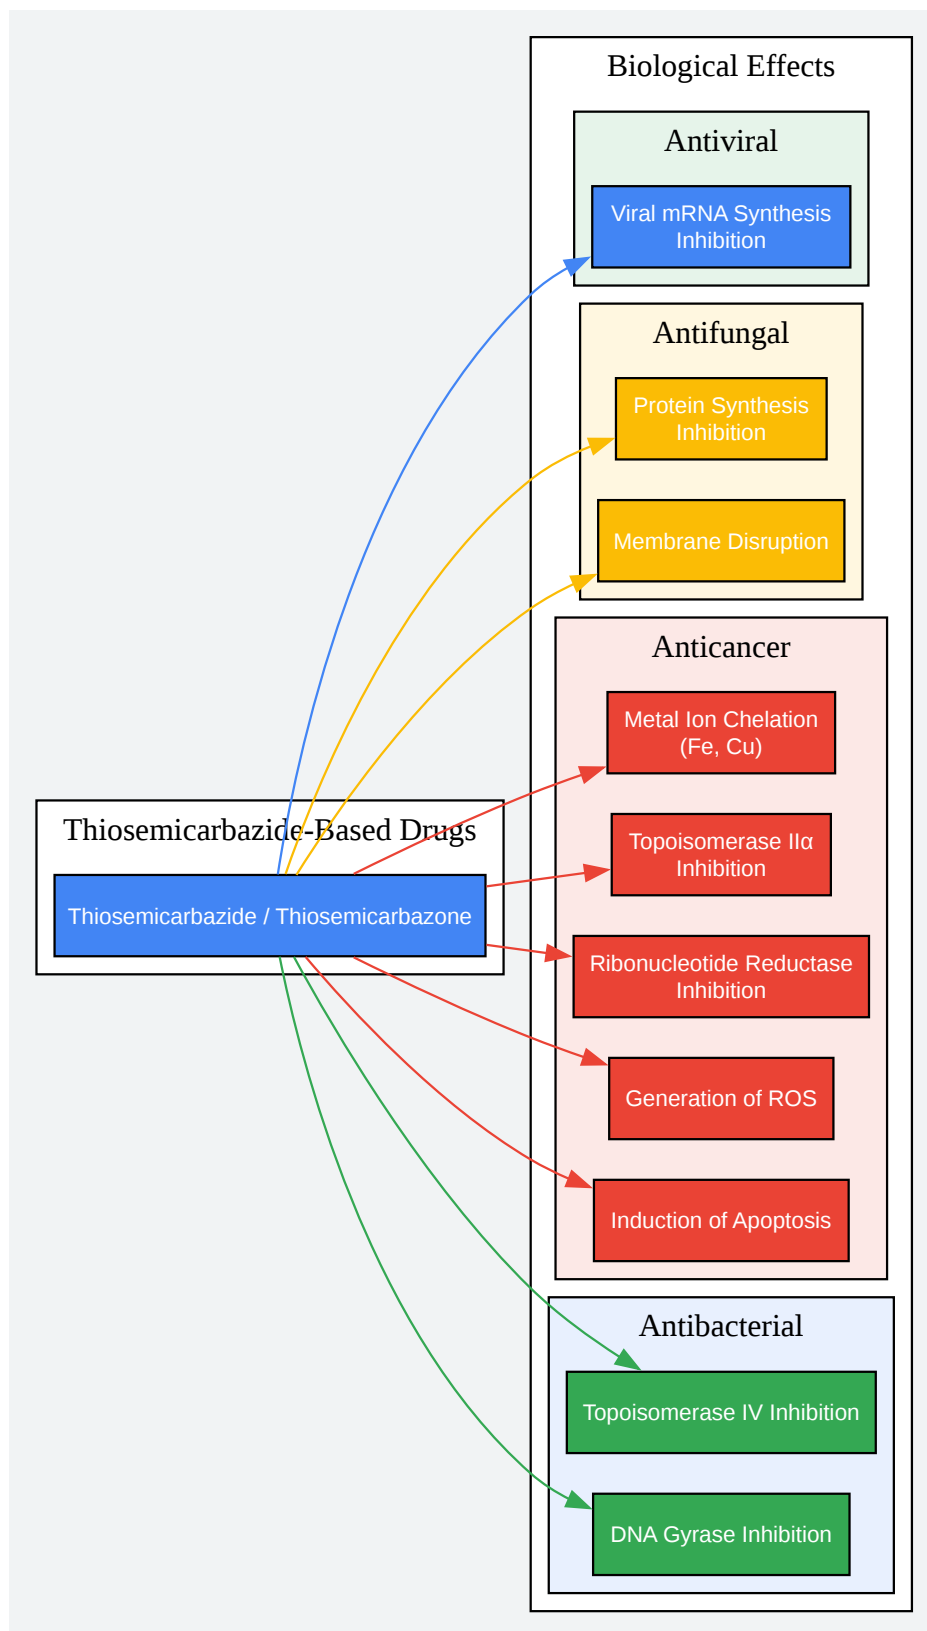 Biological Effects
Antiviral
Viral mRNA Synthesis
Inhibition
Antifungal
Protein Synthesis
Inhibition
Membrane Disruption
Anticancer
Metal Ion Chelation
(Fe, Cu)
Topoisomerase IIα
Inhibition
Ribonucleotide Reductase
Inhibition
Generation of ROS
Induction of Apoptosis
Antibacterial
Topoisomerase IV Inhibition
DNA Gyrase Inhibition
Thiosemicarbazide-Based Drugs
Thiosemicarbazide / Thiosemicarbazone